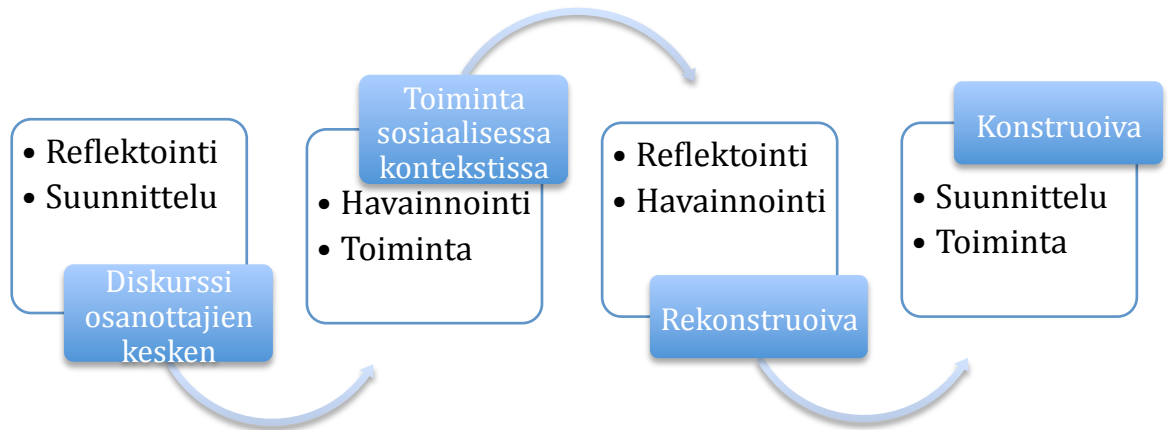 • Reflektointi
• Suunnittelu
Diskurssi
osanottajien
kesken
Toiminta
sosiaalisessa
kontekstissa
• Havainnointi
• Toiminta
• Reflektointi
• Havainnointi
Rekonstruoiva
Konstruoiva
• Suunnittelu
• Toiminta